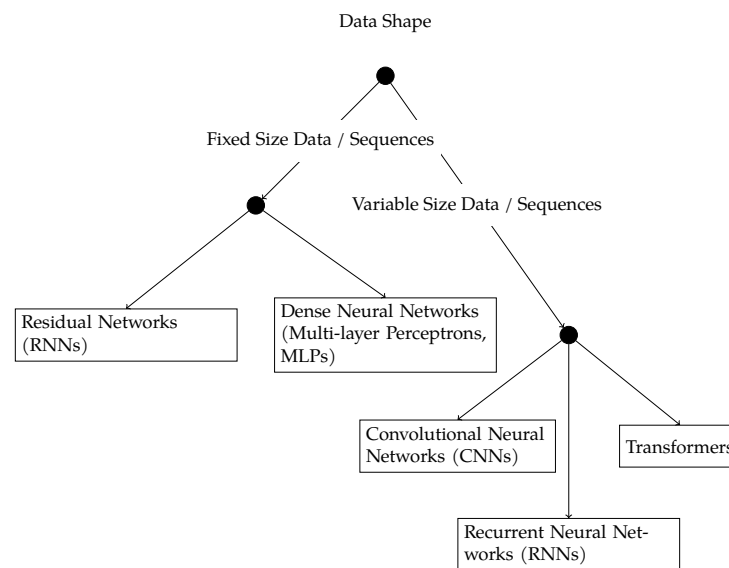 Data Shape
Fixed Size Data / Sequences
Variable Size Data / Sequences
Residual Networks
(RNNs)
Dense Neural Networks
(Multi-layer Perceptrons,
MLPs)
Convolutional Neural
Networks (CNNs)
Transformers
Recurrent Neural Net-
works (RNNs)